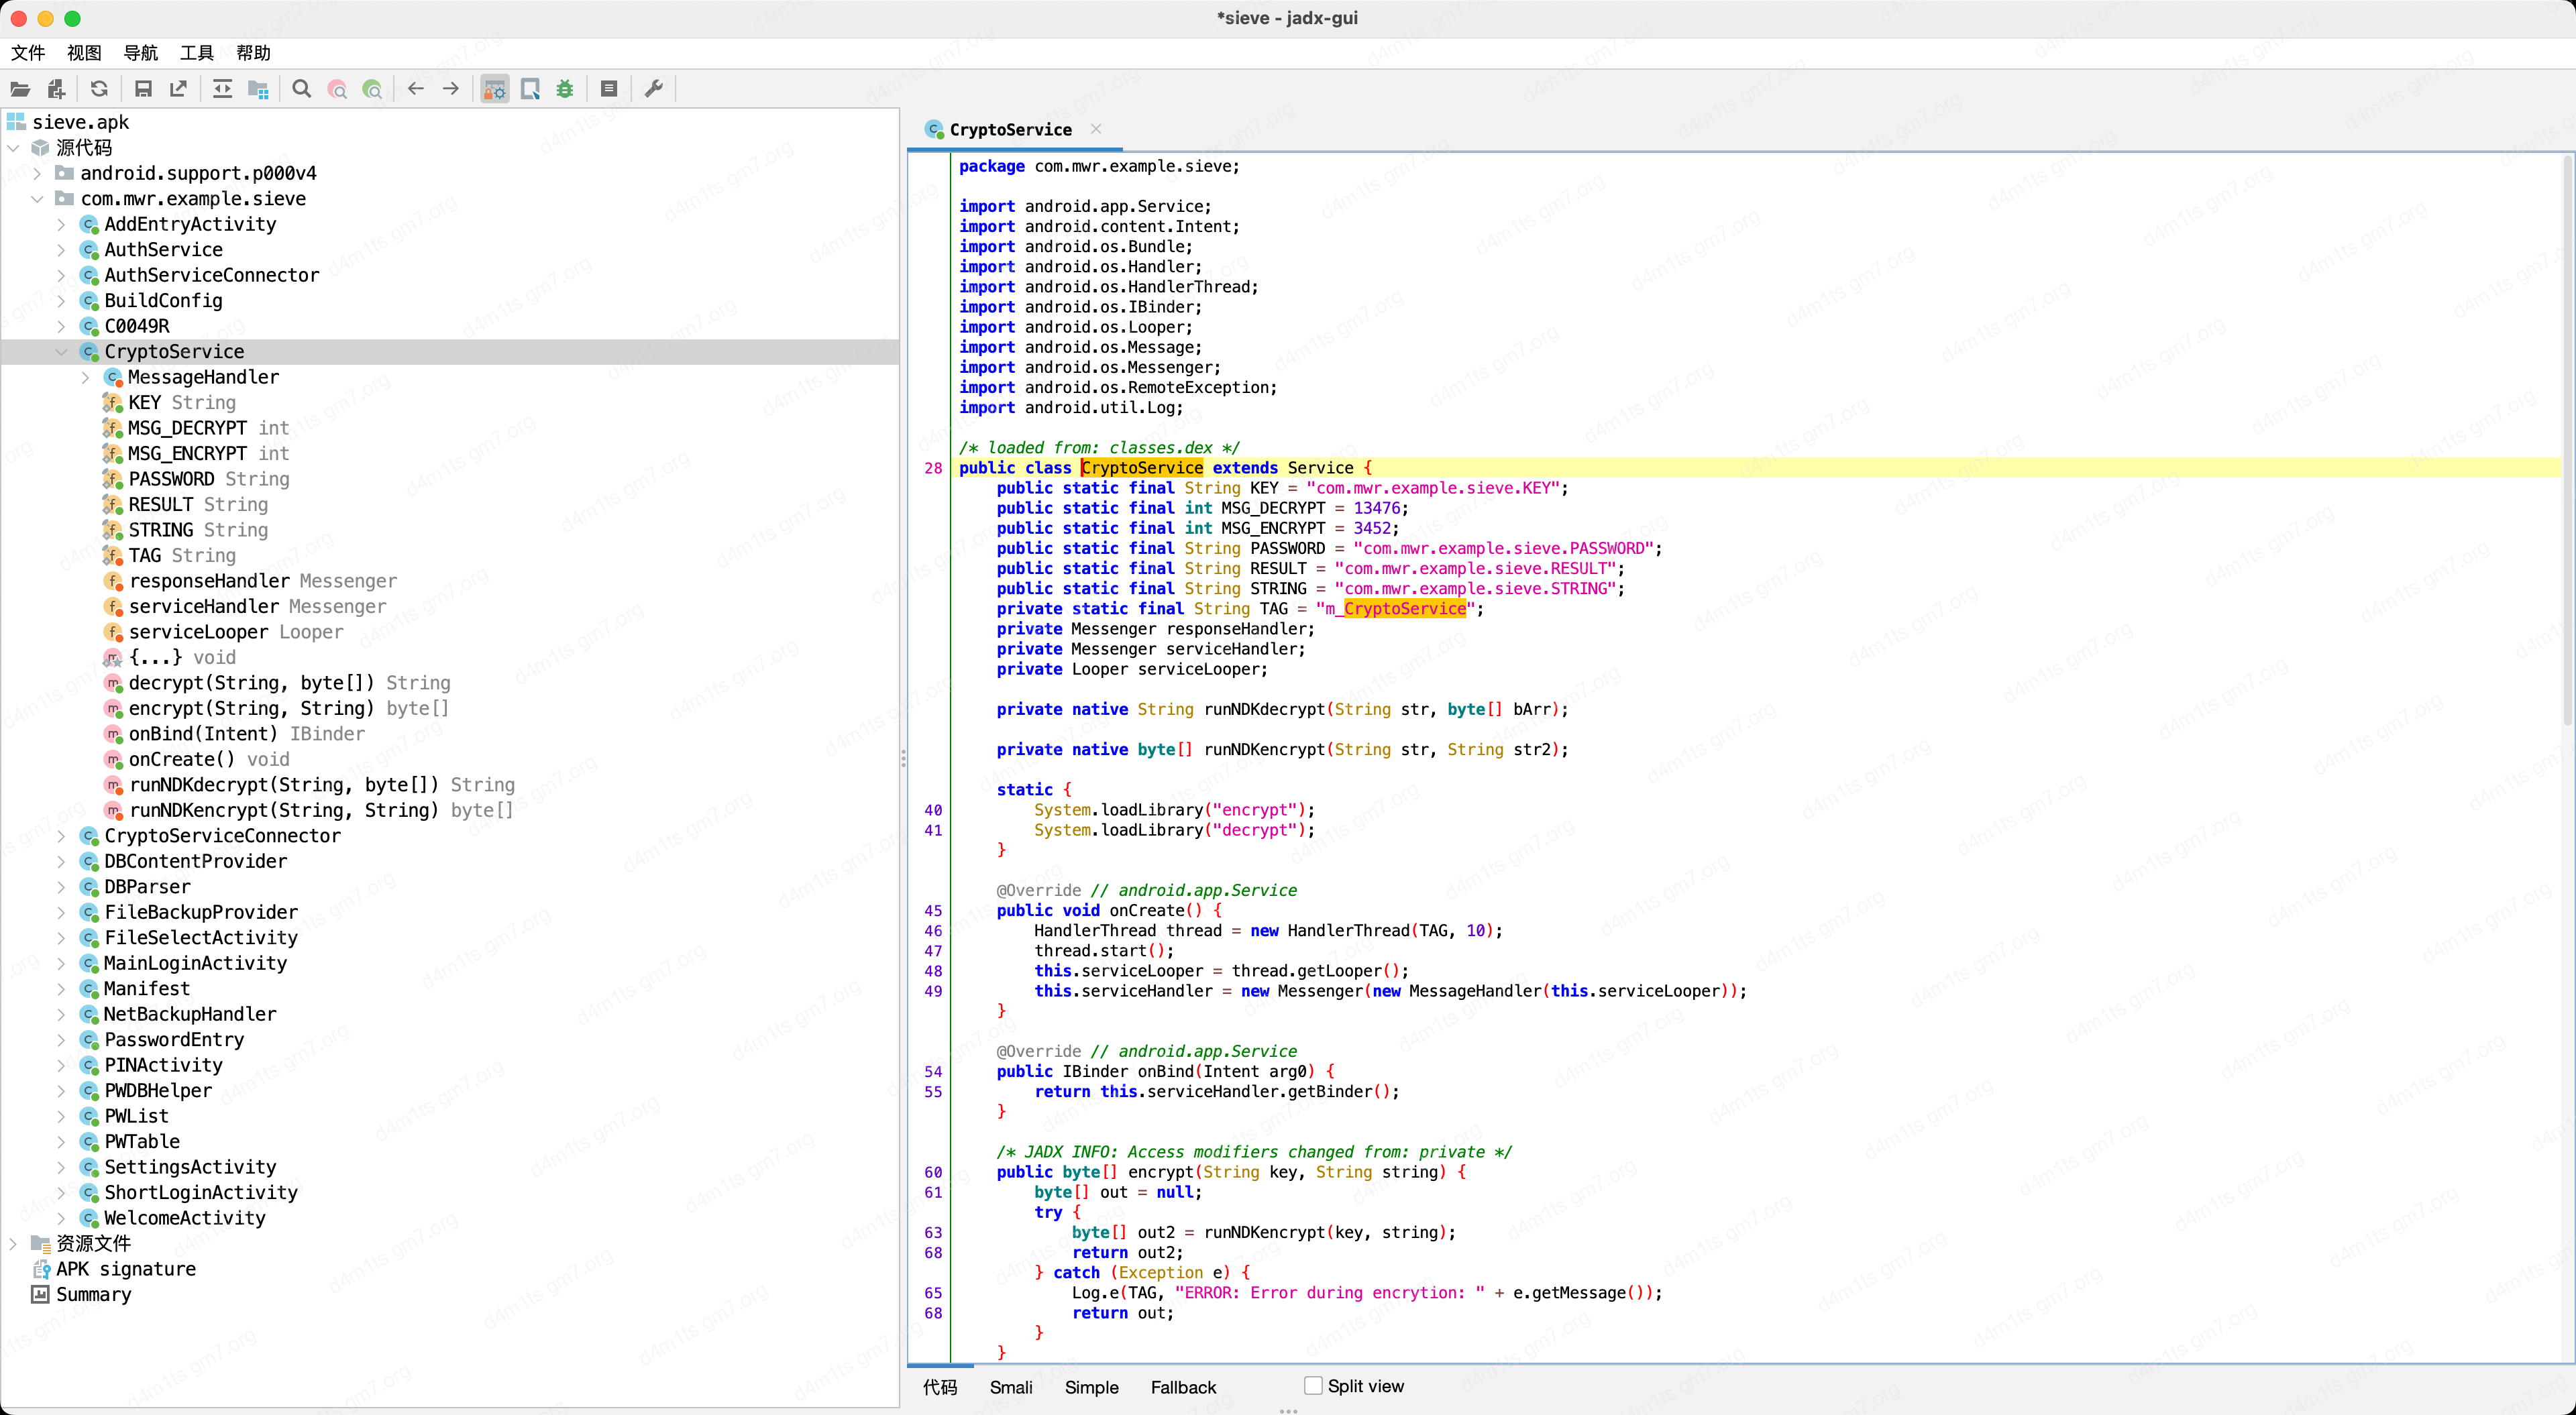 *sieve - jadx-gui
文件 视图 导航 工具 帮助
sieve.apk
源代码
android.support.p000v4
com.mwr.example.sieve
AddEntryActivity
AuthService
AuthServiceConnector
BuildConfig
C0049R
CryptoService
MessageHandler
KEY String
MSG_DECRYPT int
MSG_ENCRYPT int
PASSWORD String
RESULT String
STRING String
TAG String
responseHandler Messenger
serviceHandler Messenger
serviceLooper Looper
{...} void
decrypt(String, byte[]) String
encrypt(String, String) byte[]
onBind(Intent) IBinder
onCreate() void
runNDKdecrypt(String, byte[]) String
runNDKencrypt(String, String) byte[]
CryptoServiceConnector
DBContentProvider
DBParser
FileBackupProvider
FileSelectActivity
MainLoginActivity
Manifest
NetBackupHandler
PasswordEntry
PINActivity
PWDBHelper
PWList
PWTable
SettingsActivity
ShortLoginActivity
WelcomeActivity
资源文件
APK signature
Summary
CryptoService
package com.mwr.example.sieve;
import android.app.Service;
import android.content.Intent;
import android.os.Bundle;
import android.os.Handler;
import android.os.HandlerThread;
import android.os.IBinder;
import android.os.Looper;
import android.os.Message;
import android.os.Messenger;
import android.os.RemoteException;
import android.util.Log;
/* loaded from: classes.dex */
28 public class CryptoService extends Service {
public static final String KEY = "com.mwr.example.sieve.KEY";
public static final int MSG_DECRYPT = 13476;
public static final int MSG_ENCRYPT = 3452;
public static final String PASSWORD = "com.mwr.example.sieve.PASSWORD";
public static final String RESULT = "com.mwr.example.sieve.RESULT";
public static final String STRING = "com.mwr.example.sieve.STRING";
private static final String TAG = "m_CryptoService";
private Messenger responseHandler;
private Messenger serviceHandler;
private Looper serviceLooper;
private native String runNDKdecrypt(String str, byte[] bArr);
private native byte[] runNDKencrypt(String str, String str2);
static {
40 System.loadLibrary("encrypt");
41 System.loadLibrary("decrypt");
}
@Override // android.app.Service
45 public void onCreate() {
46 HandlerThread thread = new HandlerThread(TAG, 10);
47 thread.start();
48 this.serviceLooper = thread.getLooper();
49 this.serviceHandler = new Messenger(new MessageHandler(this.serviceLooper));
}
@Override // android.app.Service
54 public IBinder onBind(Intent arg0) {
55 return this.serviceHandler.getBinder();
}
/* JADX INFO: Access modifiers changed from: private */
60 public byte[] encrypt(String key, String string) {
61 byte[] out = null;
try {
63 byte[] out2 = runNDKencrypt(key, string);
68 return out2;
} catch (Exception e) {
65 Log.e(TAG, "ERROR: Error during encrytion: " + e.getMessage());
68 return out;
}
}
代码 Smali Simple Fallback Split view
d4m1ts gm7.org